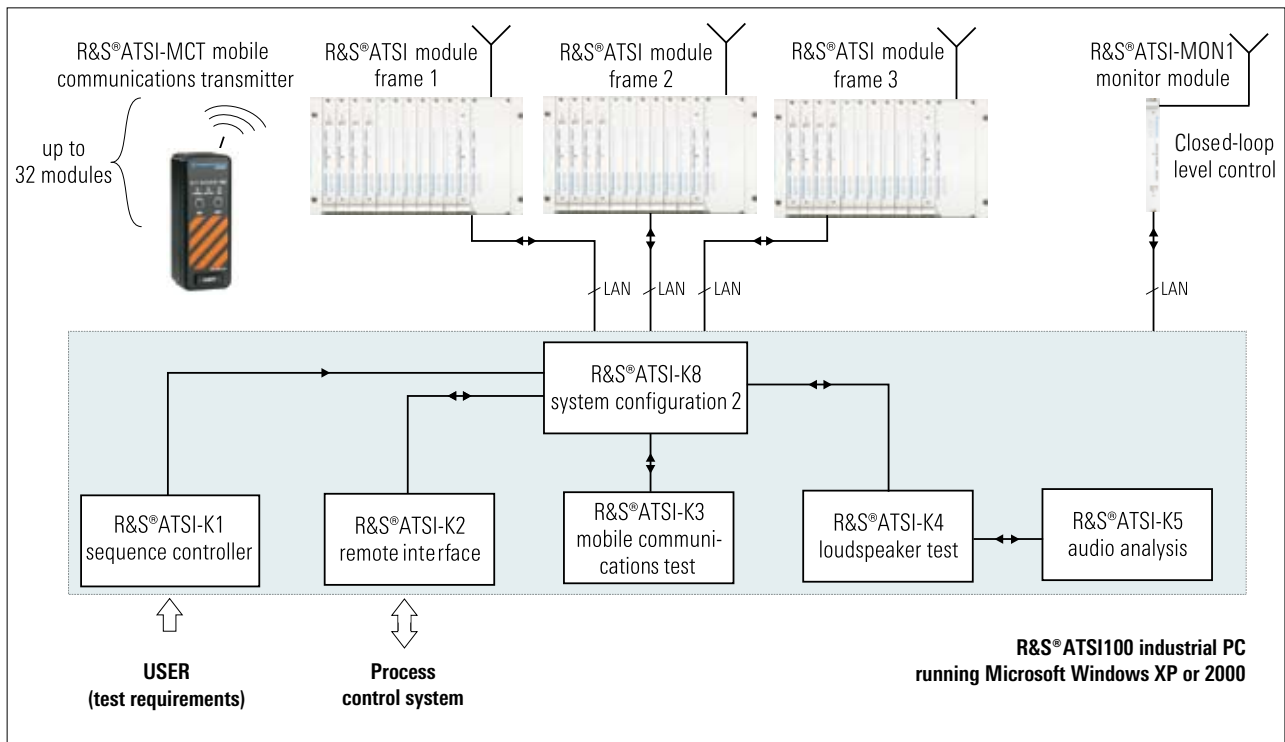 R&S®ATSI-MCT mobile
communications transmitter
up to
32 modules
R&S®ATSI module
frame 1
R&S®ATSI module
frame 2
R&S®ATSI module
frame 3
R&S®ATSI-MON1
monitor module
Closed-loop
level control
LAN
LAN
LAN
LAN
R&S®ATSI-K8
system configuration 2
R&S®ATSI-K1
sequence controller
R&S®ATSI-K2
remote interface
R&S®ATSI-K3
mobile communi-
cations test
R&S®ATSI-K4
loudspeaker test
R&S®ATSI-K5
audio analysis
USER
(test requirements)
Process
control system
R&S®ATSI100 industrial PC
running Microsoft Windows XP or 2000